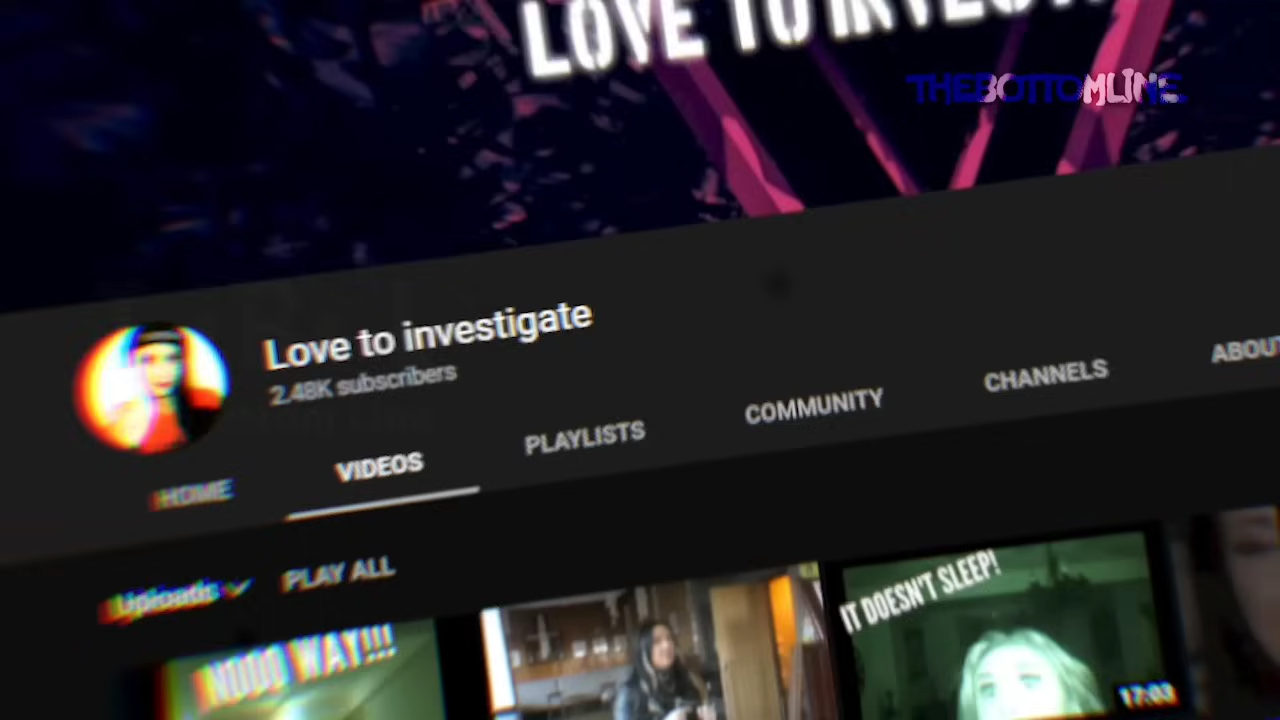 LOVE TO INVEST
THEBOTTOMLINE
Love to investigate
2.48K subscribers
HOME
VIDEOS
PLAYLISTS
COMMUNITY
CHANNELS
ABOUT
Uploads
PLAY ALL
NOOO WAY!!!
IT DOESN'T SLEEP!
17:03